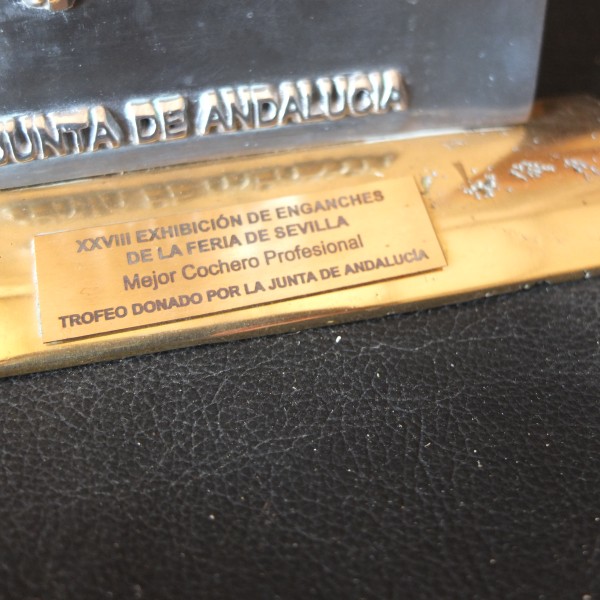 JUNTA DE ANDALUCIA
XXVIII EXHIBICIÓN DE ENGANCHES
DE LA FERIA DE SEVILLA
Mejor Cochero Profesional
TROFEO DONADO POR LA JUNTA DE ANDALUCÍA